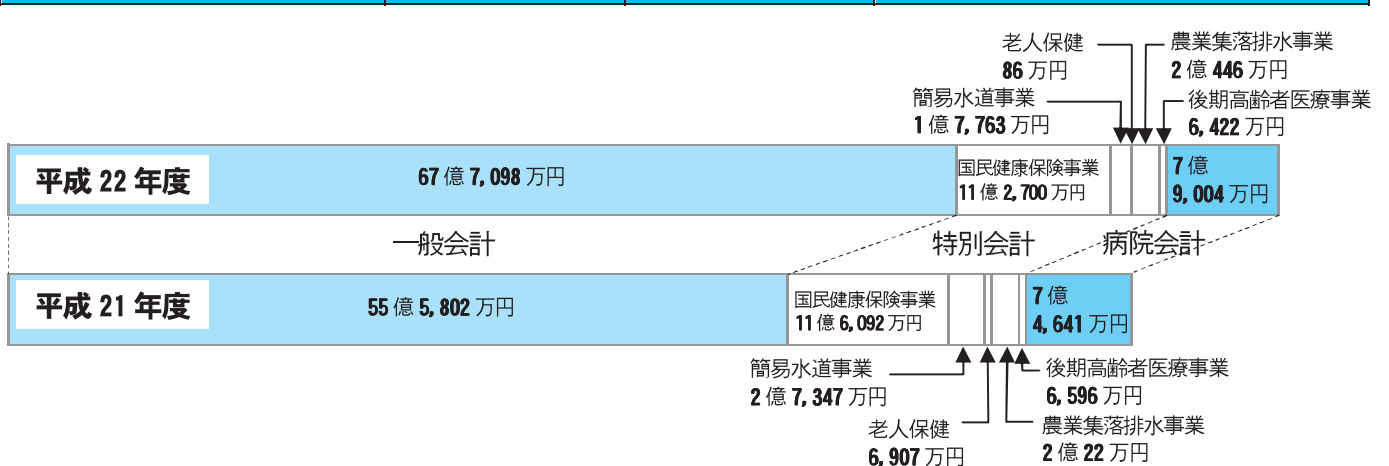 老人保健
86 万円
農業集落排水事業
2 億 446 万円
簡易水道事業
1 億 7,763 万円
後期高齢者医療事業
6,422 万円
平成 22 年度
67 億 7,098 万円
国民健康保険事業
11 億 2,700 万円
7 億
9,004 万円
一般会計
特別会計
病院会計
平成 21 年度
55 億 5,802 万円
国民健康保険事業
11 億 6,092 万円
7 億
4,641 万円
簡易水道事業
2 億 7,347 万円
後期高齢者医療事業
6,596 万円
老人保健
6,907 万円
農業集落排水事業
2 億 22 万円